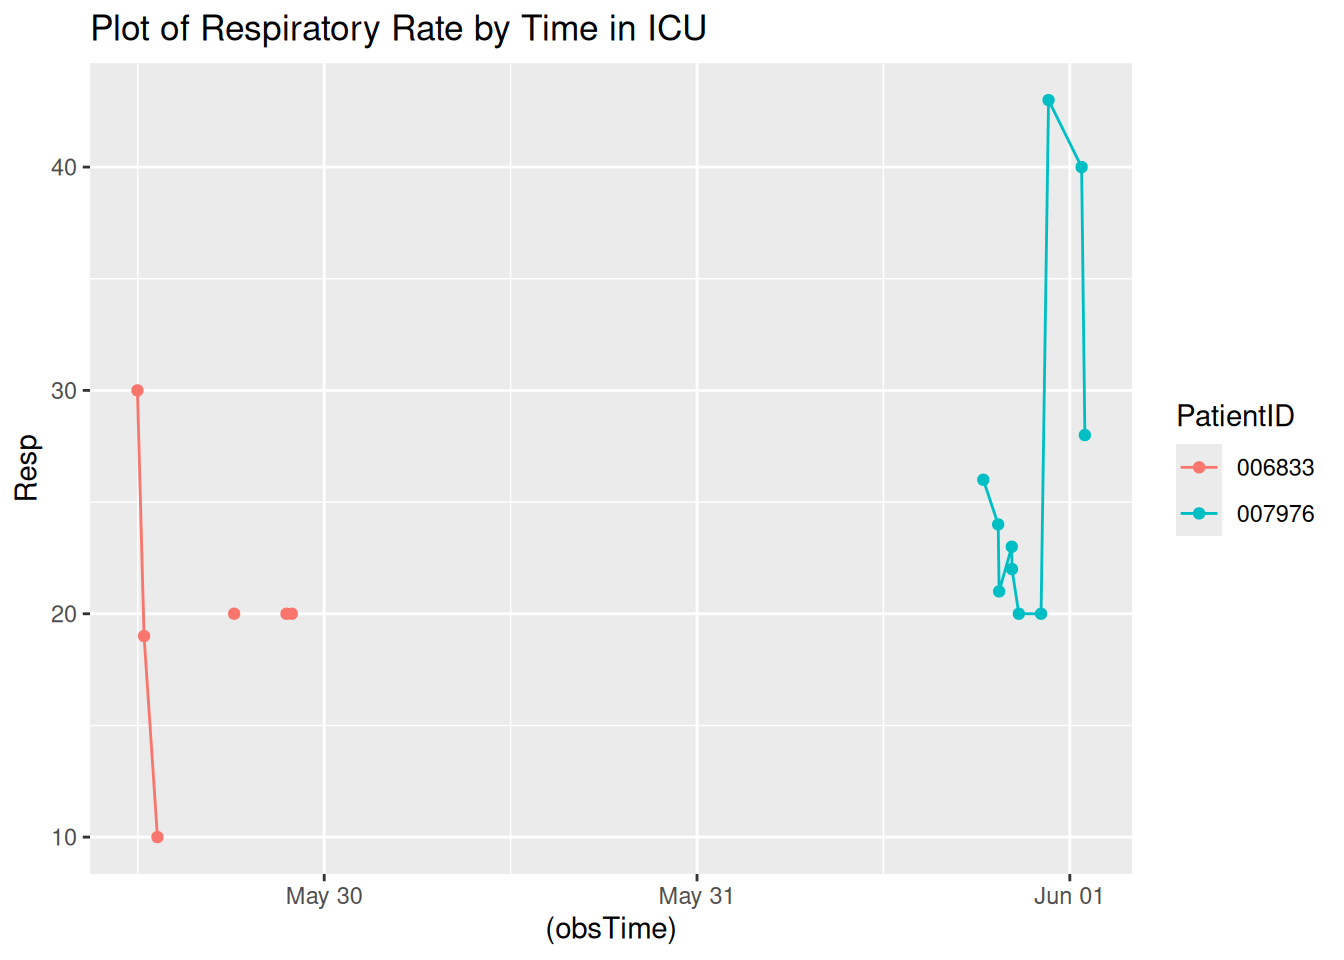 Plot of Respiratory Rate by Time in ICU
40
30
20
10
Resp
May 30
May 31
Jun 01
(obsTime)
PatientID
006833
007976